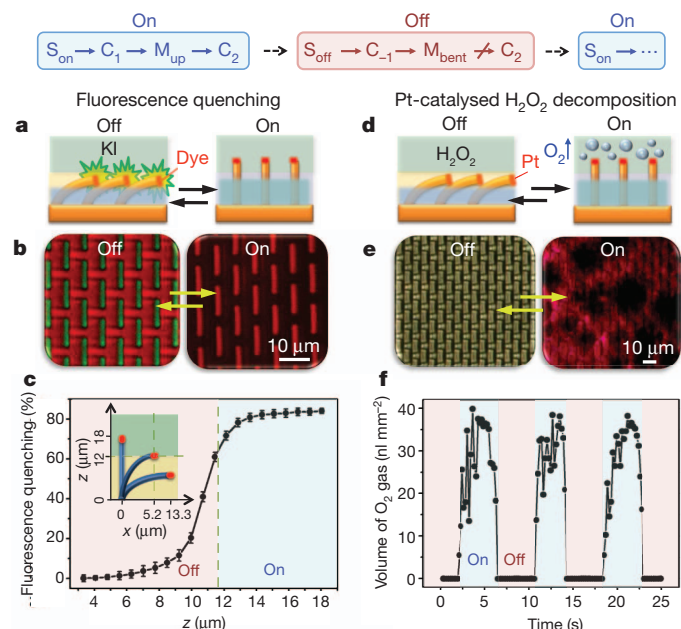 On
Off
On
S_on → C_1 → M_up → C_2
S_off → C_−1 → M_bent ↛ C_2
S_on → ⋯
Fluorescence quenching
Pt-catalysed H₂O₂ decomposition
a
Off
On
KI
Dye
d
Off
On
H₂O₂
Pt
O₂
b
Off
On
10 μm
e
Off
On
10 μm
c
--Fluorescence quenching (%)
80
60
40
20
0
z (μm)
18
12
0
0
5.2
13.3
x (μm)
Off
On
4
6
8
10
12
14
16
18
z (μm)
f
Volume of O₂ gas (nl mm⁻²)
40
30
20
10
0
On
Off
0
5
10
15
20
25
Time (s)